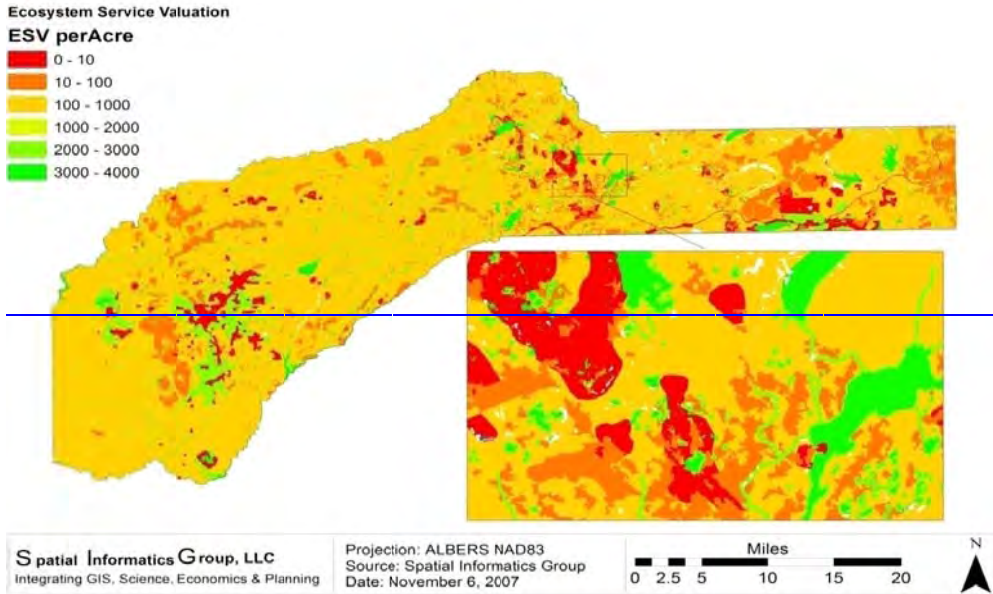 Ecosystem Service Valuation
ESV perAcre
0 - 10
10 - 100
100 - 1000
1000 - 2000
2000 - 3000
3000 - 4000
Spatial Informatics Group, LLC
Integrating GIS, Science, Economics & Planning
Projection: ALBERS NAD83
Source: Spatial Informatics Group
Date: November 6, 2007
Miles
0 2.5 5 10 15 20
N